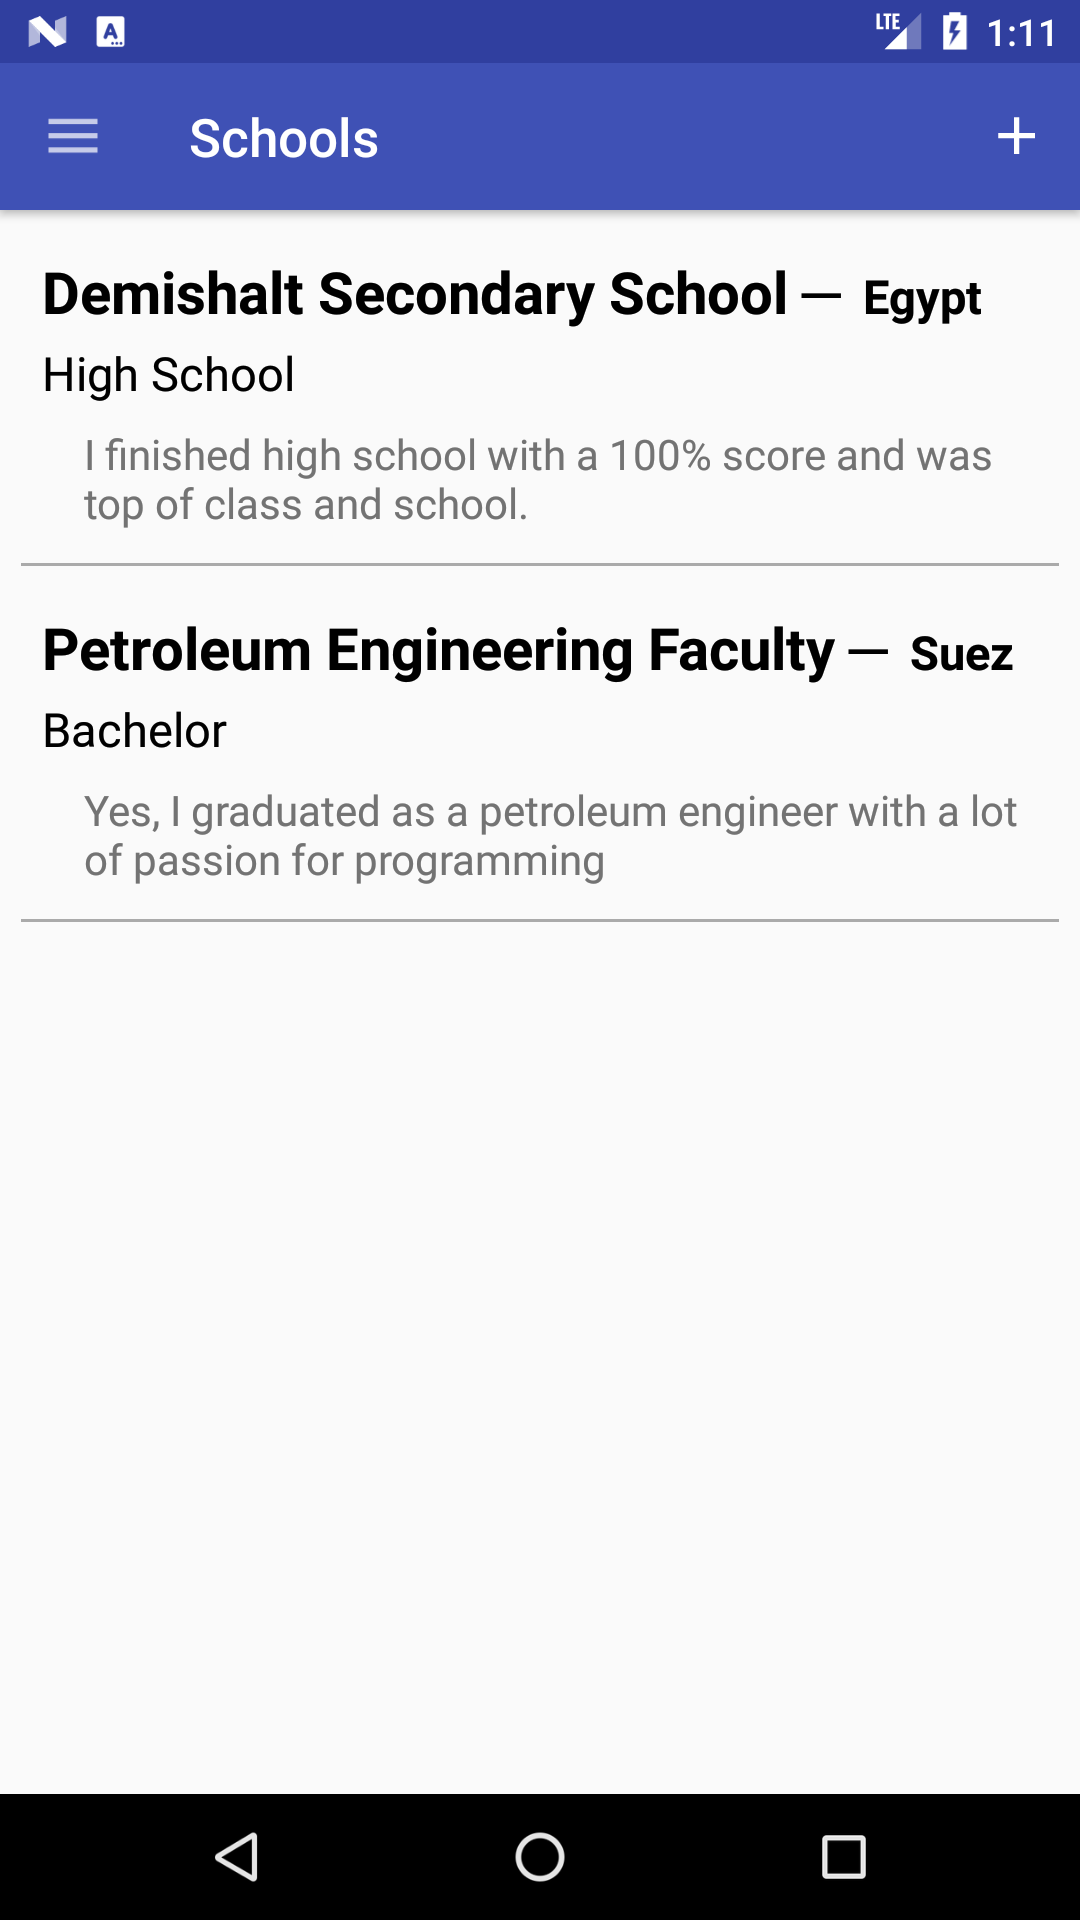 LTE 1:11
Schools
Demishalt Secondary School — Egypt
High School
I finished high school with a 100% score and was
top of class and school.
Petroleum Engineering Faculty — Suez
Bachelor
Yes, I graduated as a petroleum engineer with a lot
of passion for programming